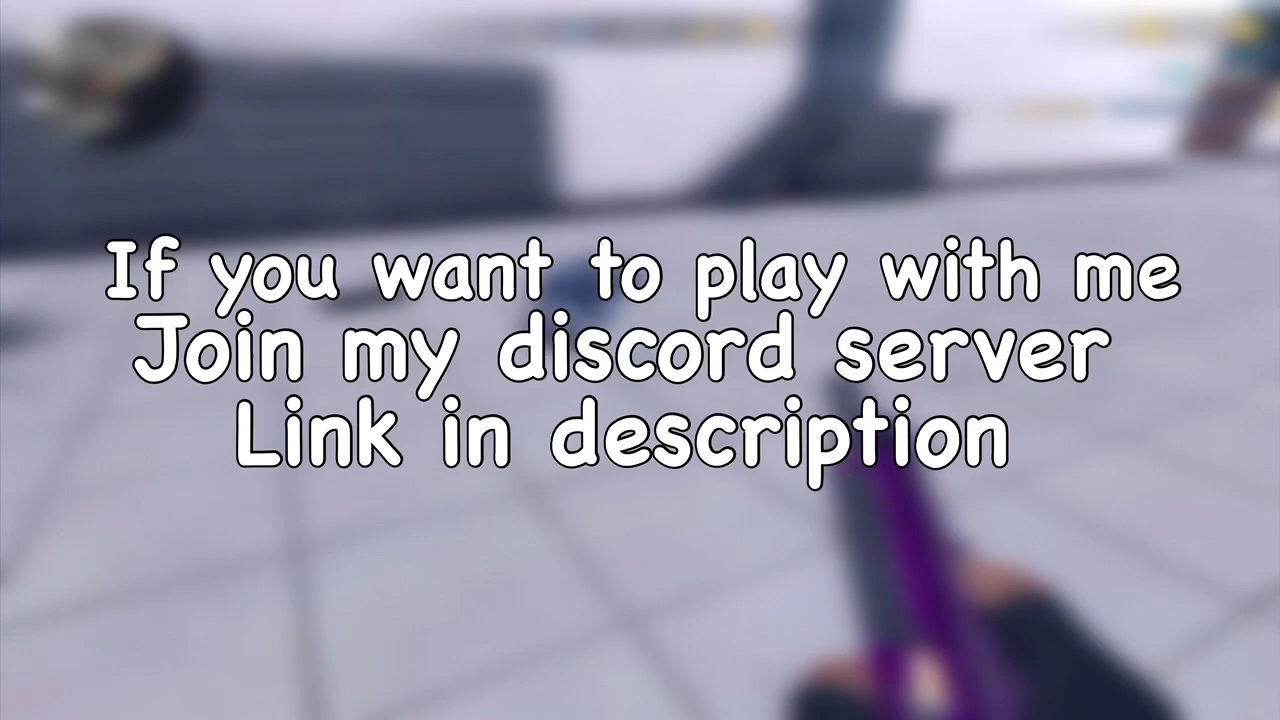 If you want to play with me
Join my discord server
Link in description